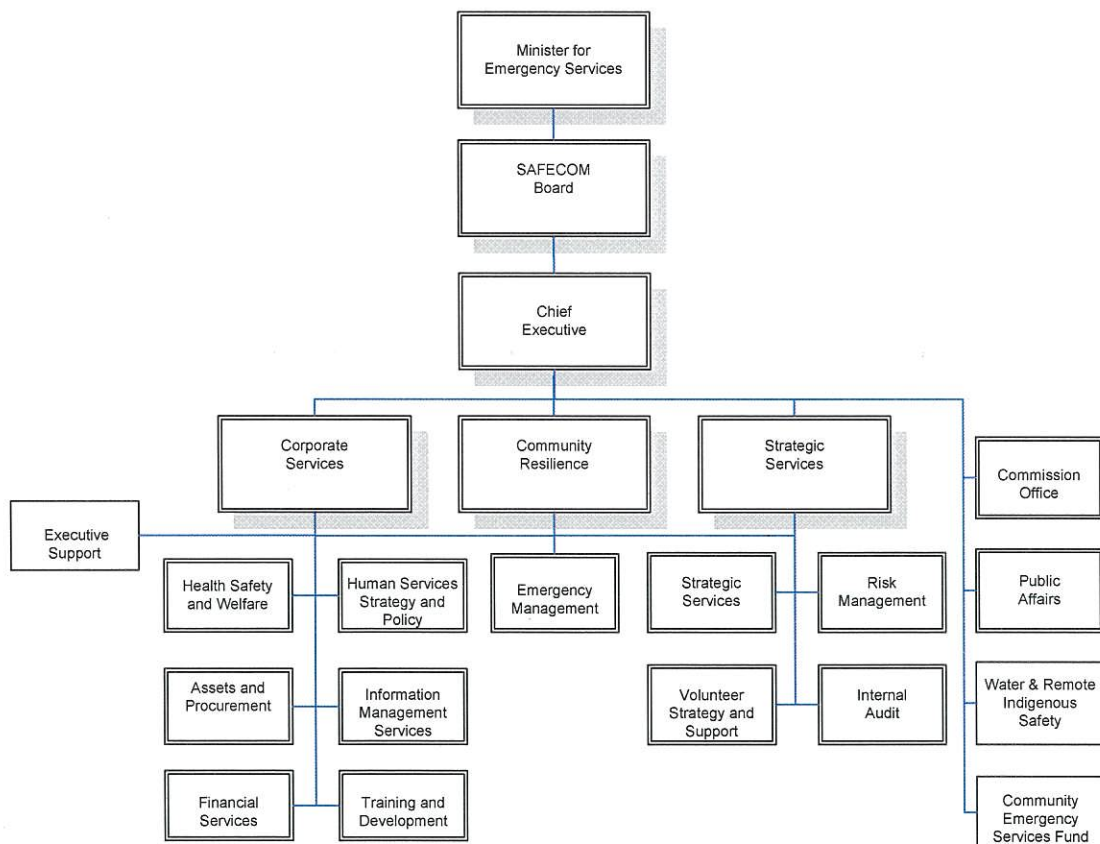 Minister for
Emergency Services
SAFECOM
Board
Chief
Executive
Corporate
Services
Community
Resilience
Strategic
Services
Commission
Office
Executive
Support
Health Safety
and Welfare
Human Services
Strategy and
Policy
Emergency
Management
Strategic
Services
Risk
Management
Public
Affairs
Assets and
Procurement
Information
Management
Services
Volunteer
Strategy and
Support
Internal
Audit
Water & Remote
Indigenous
Safety
Financial
Services
Training and
Development
Community
Emergency
Services Fund